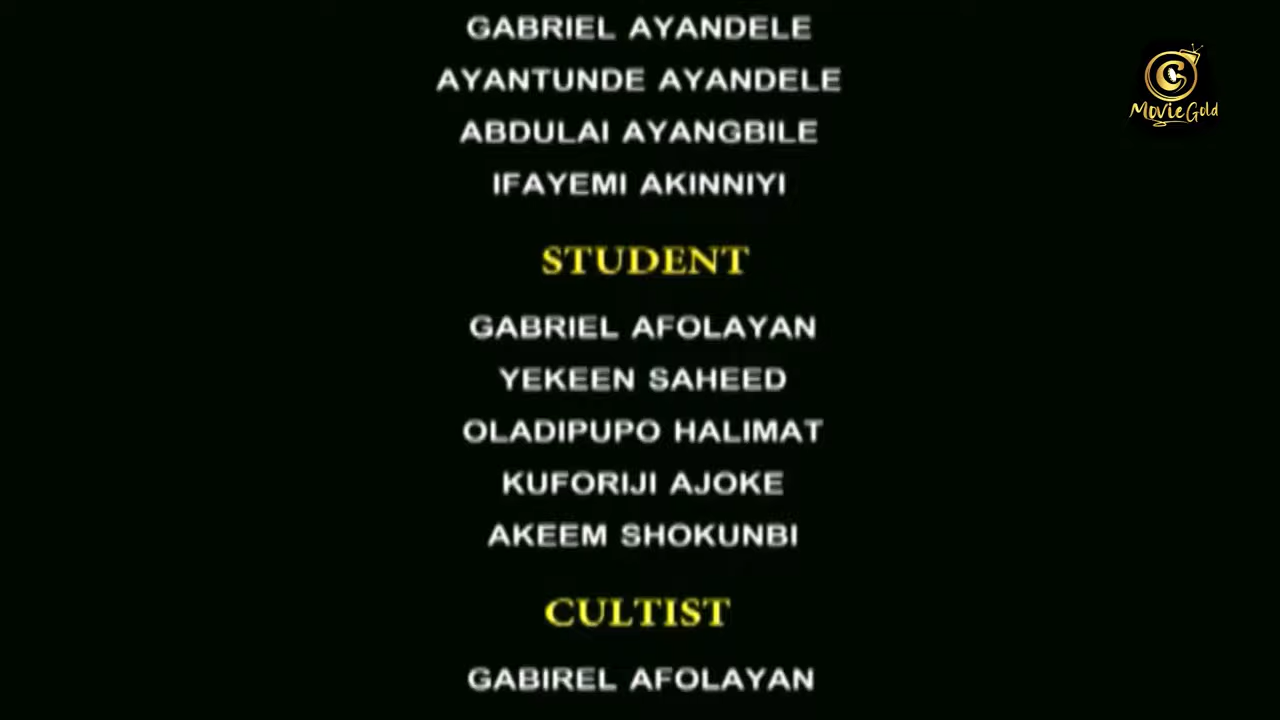 GABRIEL AYANDELE
AYANTUNDE AYANDELE
ABDULAI AYANGBILE
IFAYEMI AKINNIYI
STUDENT
GABRIEL AFOLAYAN
YEKEEN SAHEED
OLADIPUPO HALIMAT
KUFORIJI AJOKE
AKEEM SHOKUNBI
CULTIST
GABIREL AFOLAYAN
G
MovieGold